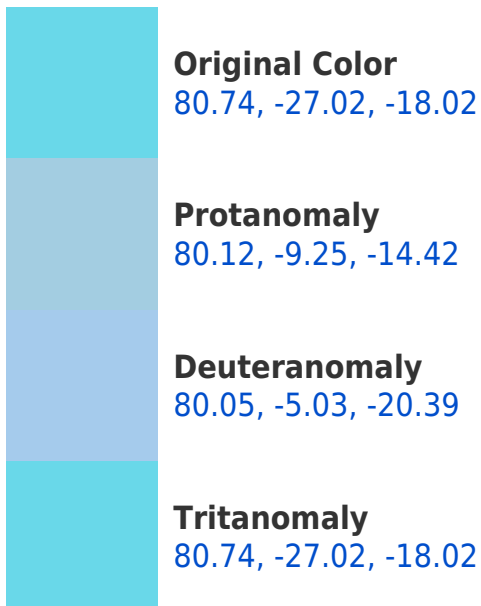 Original Color
80.74, -27.02, -18.02
Protanomaly
80.12, -9.25, -14.42
Deuteranomaly
80.05, -5.03, -20.39
Tritanomaly
80.74, -27.02, -18.02